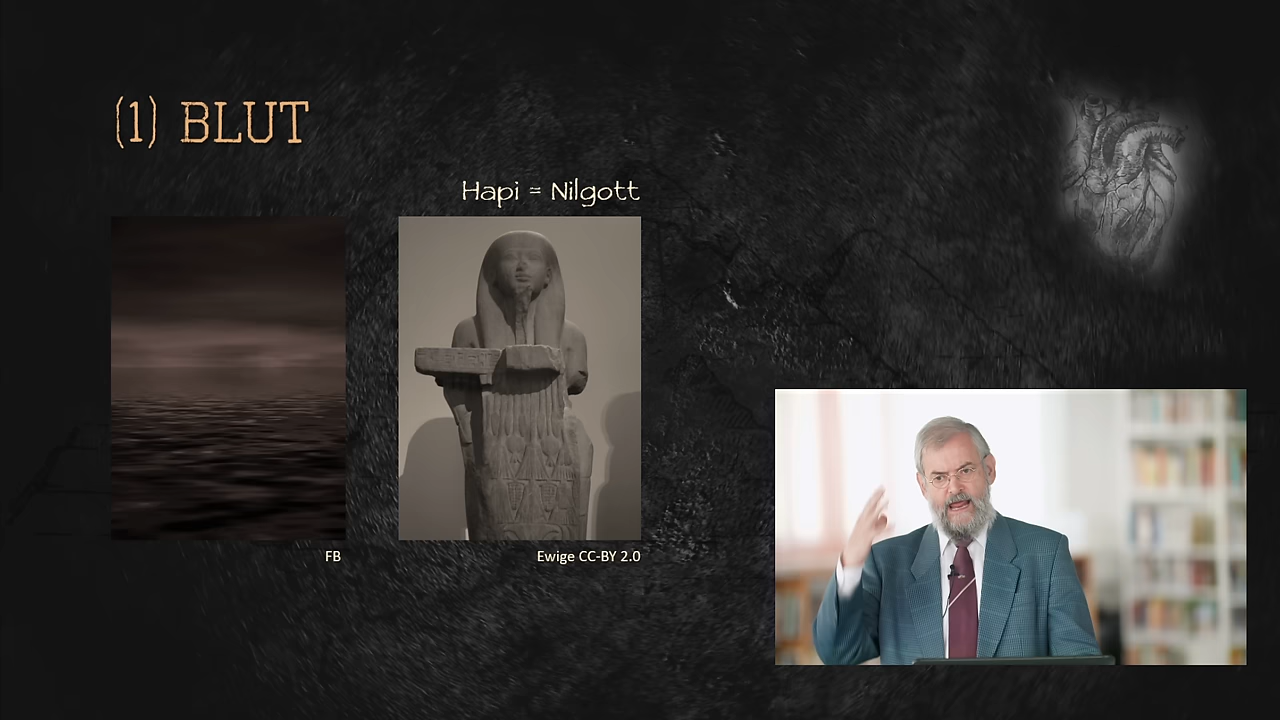 (1) BLUT
Hapi = Nilgott
FB
Ewige CC-BY 2.0